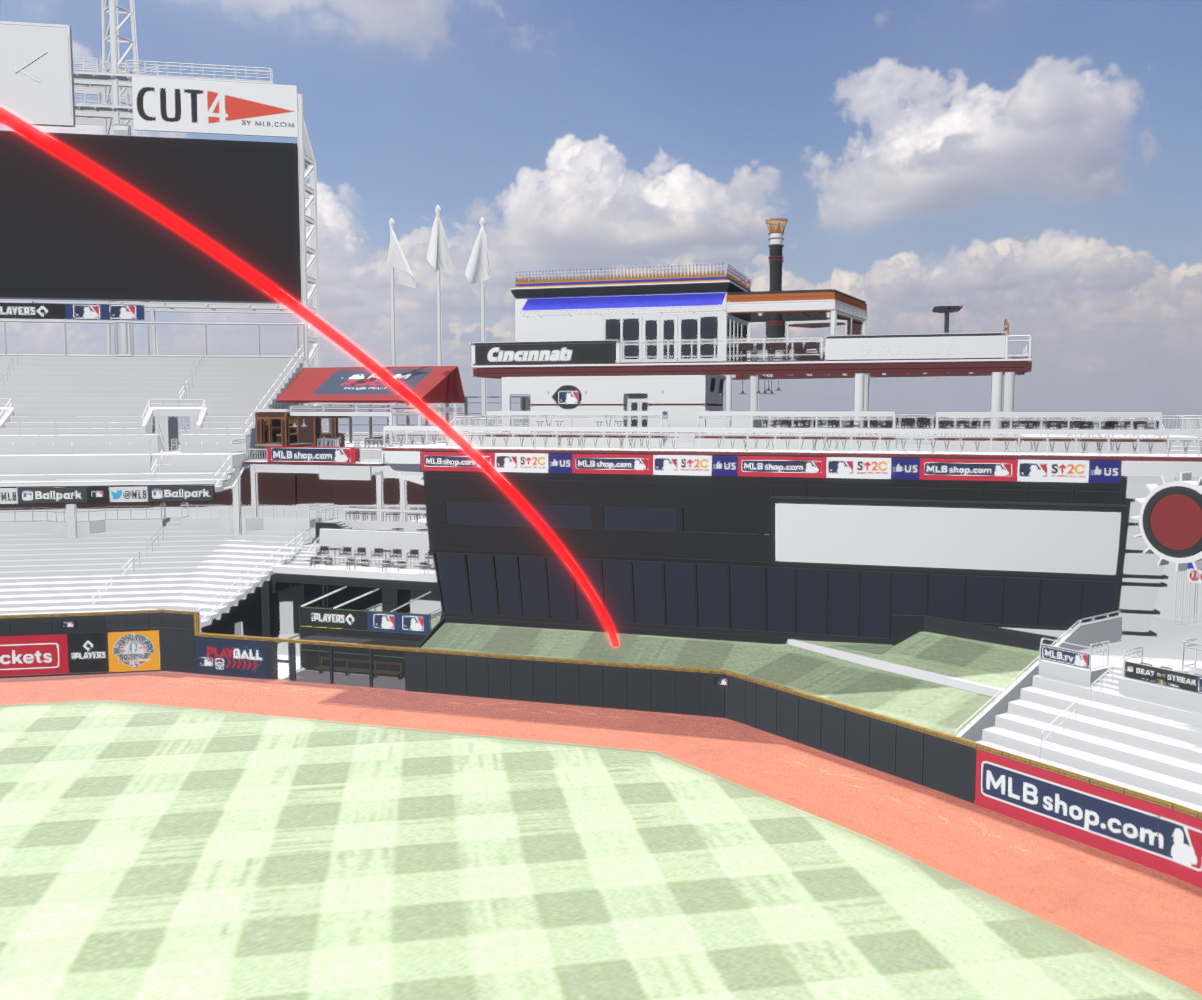 CUT4
BY MLB.COM
PLAYERS
Cincinnati
MLBshop.com
MLBshop.com
SU2C
US
MLBshop.com
SU2C
US
MLBshop.com
SU2C
US
MLBshop.com
SU2C
US
MLB
Ballpark
@MLB
Ballpark
PLAYERS
ckets
PLAYERS
PLAY BALL
MLB.tv
BEAT THE STREAK
MLBshop.com